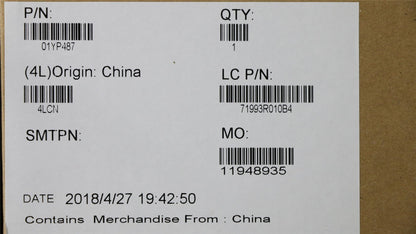 P/N: QTY:
01YP487 1
(4L)Origin: China LC P/N:
4LCN 71993R010B4
SMTPN: MO:
11948935
DATE 2018/4/27 19:42:50
Contains Merchandise From : China